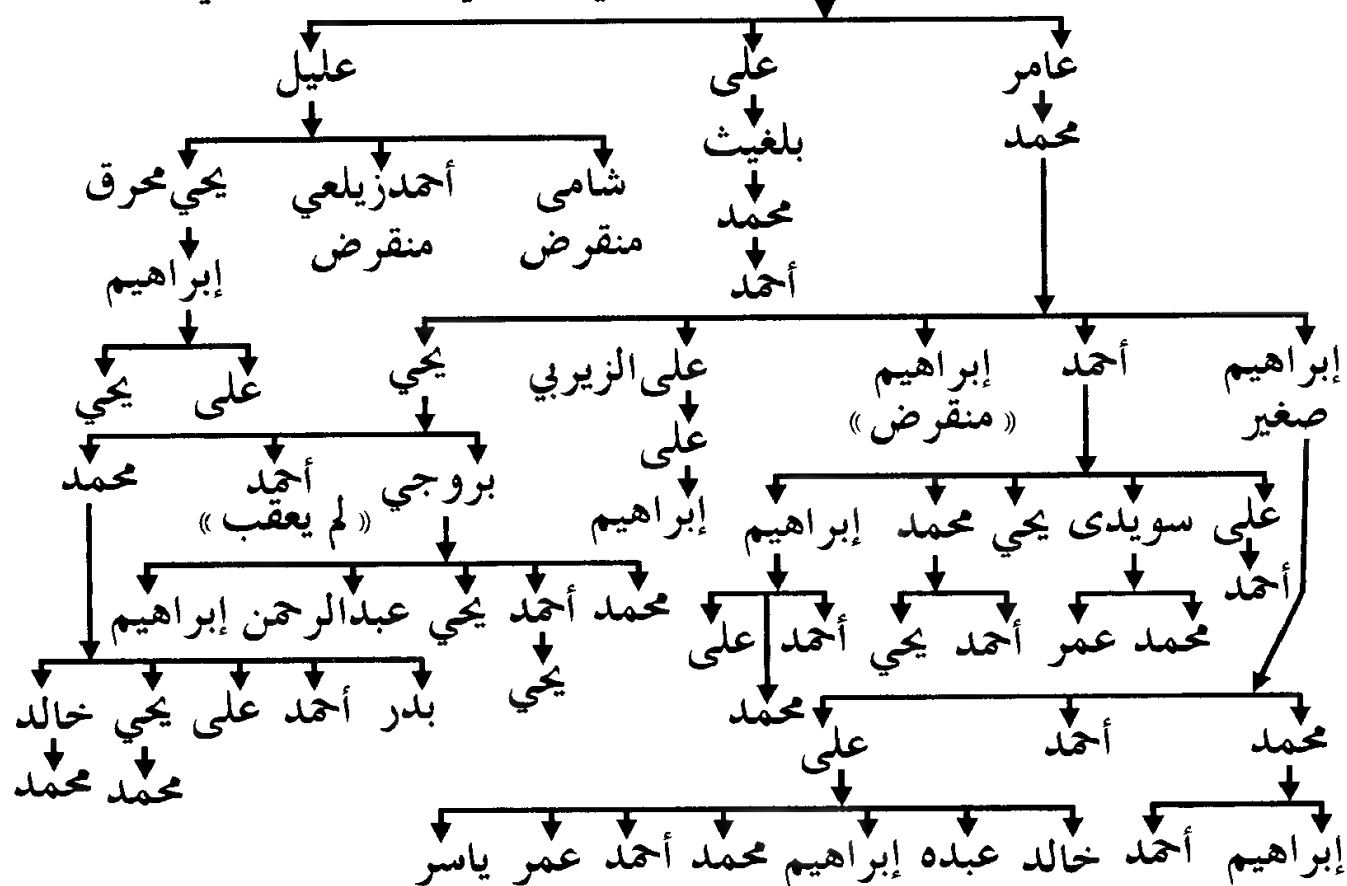 عامر على عليل
محمد بلغيث
شامى أحمدزيلعي يحي محرق
منقرض منقرض محمد
أحمد إبراهيم
إبراهيم أحمد إبراهيم على الزيربي يحي على يحي
صغير « منقرض » على
بروجي أحمد محمد
على سويدى يحي محمد إبراهيم إبراهيم « لم يعقب »
أحمد
محمد عمر أحمد يحي أحمد على محمد أحمد يحي عبدالرحمن إبراهيم
محمد يحي بدر أحمد على يحي خالد
محمد أحمد على محمد محمد
إبراهيم أحمد خالد عبده إبراهيم محمد أحمد عمر ياسر